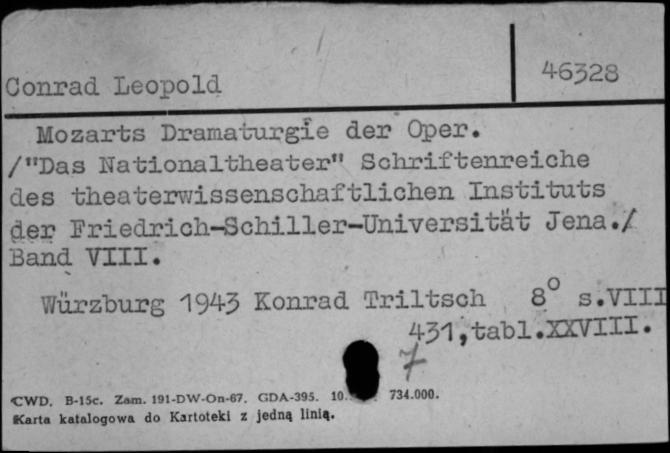 Conrad Leopold
46328
Mozarts Dramaturgie der Oper.
/"Das Nationaltheater" Schriftenreiche
des theaterwissenschaftlichen Instituts
der Friedrich-Schiller-Universität Jena./
Band VIII.
Würzburg 1943 Konrad Triltsch 8° s.VIII
431,tabl.XXVIII.
7
CWD. B-15c. Zam. 191-DW-On-67. GDA-395. 10. 734.000.
Karta katalogowa do Kartoteki z jedną linią.